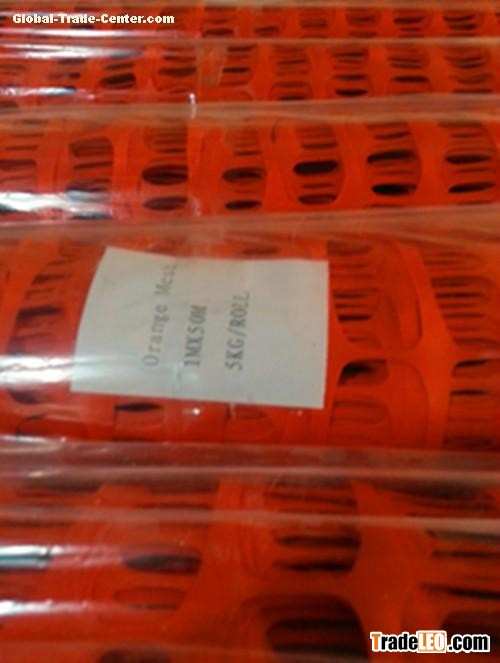 Global-Trade-Center.com
Orange Mesh
1MX50M
5KG/ROLL
TradeLEO.com